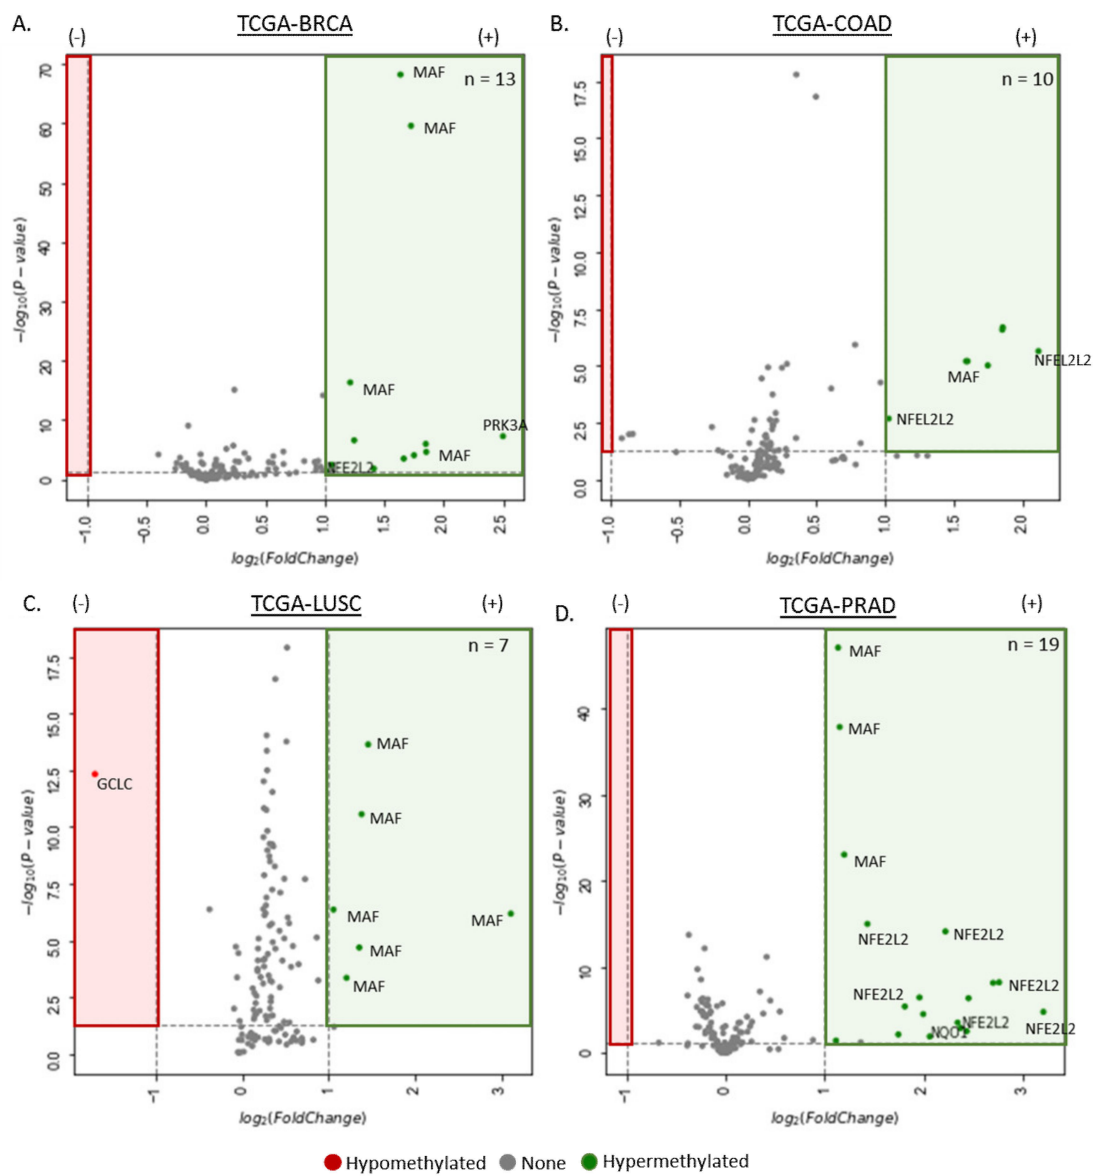 A.
TCGA-BRCA
(-)
(+)
n = 13
MAF
MAF
MAF
PRK3A
MAF
NFE2L2
70
60
50
40
30
20
10
0
-log10(P − value)
-1.0
0.0
0.5
1.0
1.5
2.0
2.5
log2(FoldChange)
B.
TCGA-COAD
(-)
(+)
n = 10
MAF
NFEL2L2
NFEL2L2
17.5
15.0
12.5
10.0
7.5
5.0
2.5
0.0
-log10(P − value)
-1.0
-0.5
0.0
0.5
1.0
1.5
2.0
log2(FoldChange)
C.
TCGA-LUSC
(-)
(+)
n = 7
GCLC
MAF
MAF
MAF
MAF
MAF
MAF
17.5
15.0
12.5
10.0
7.5
5.0
2.5
0.0
-log10(P − value)
-1
0
1
2
3
log2(FoldChange)
D.
TCGA-PRAD
(-)
(+)
n = 19
MAF
MAF
MAF
NFE2L2
NFE2L2
NFE2L2
NFE2L2
NFE2L2
NQO1
NFE2L2
40
30
20
10
0
-log10(P − value)
-1
0
1
2
3
log2(FoldChange)
Hypomethylated
None
Hypermethylated